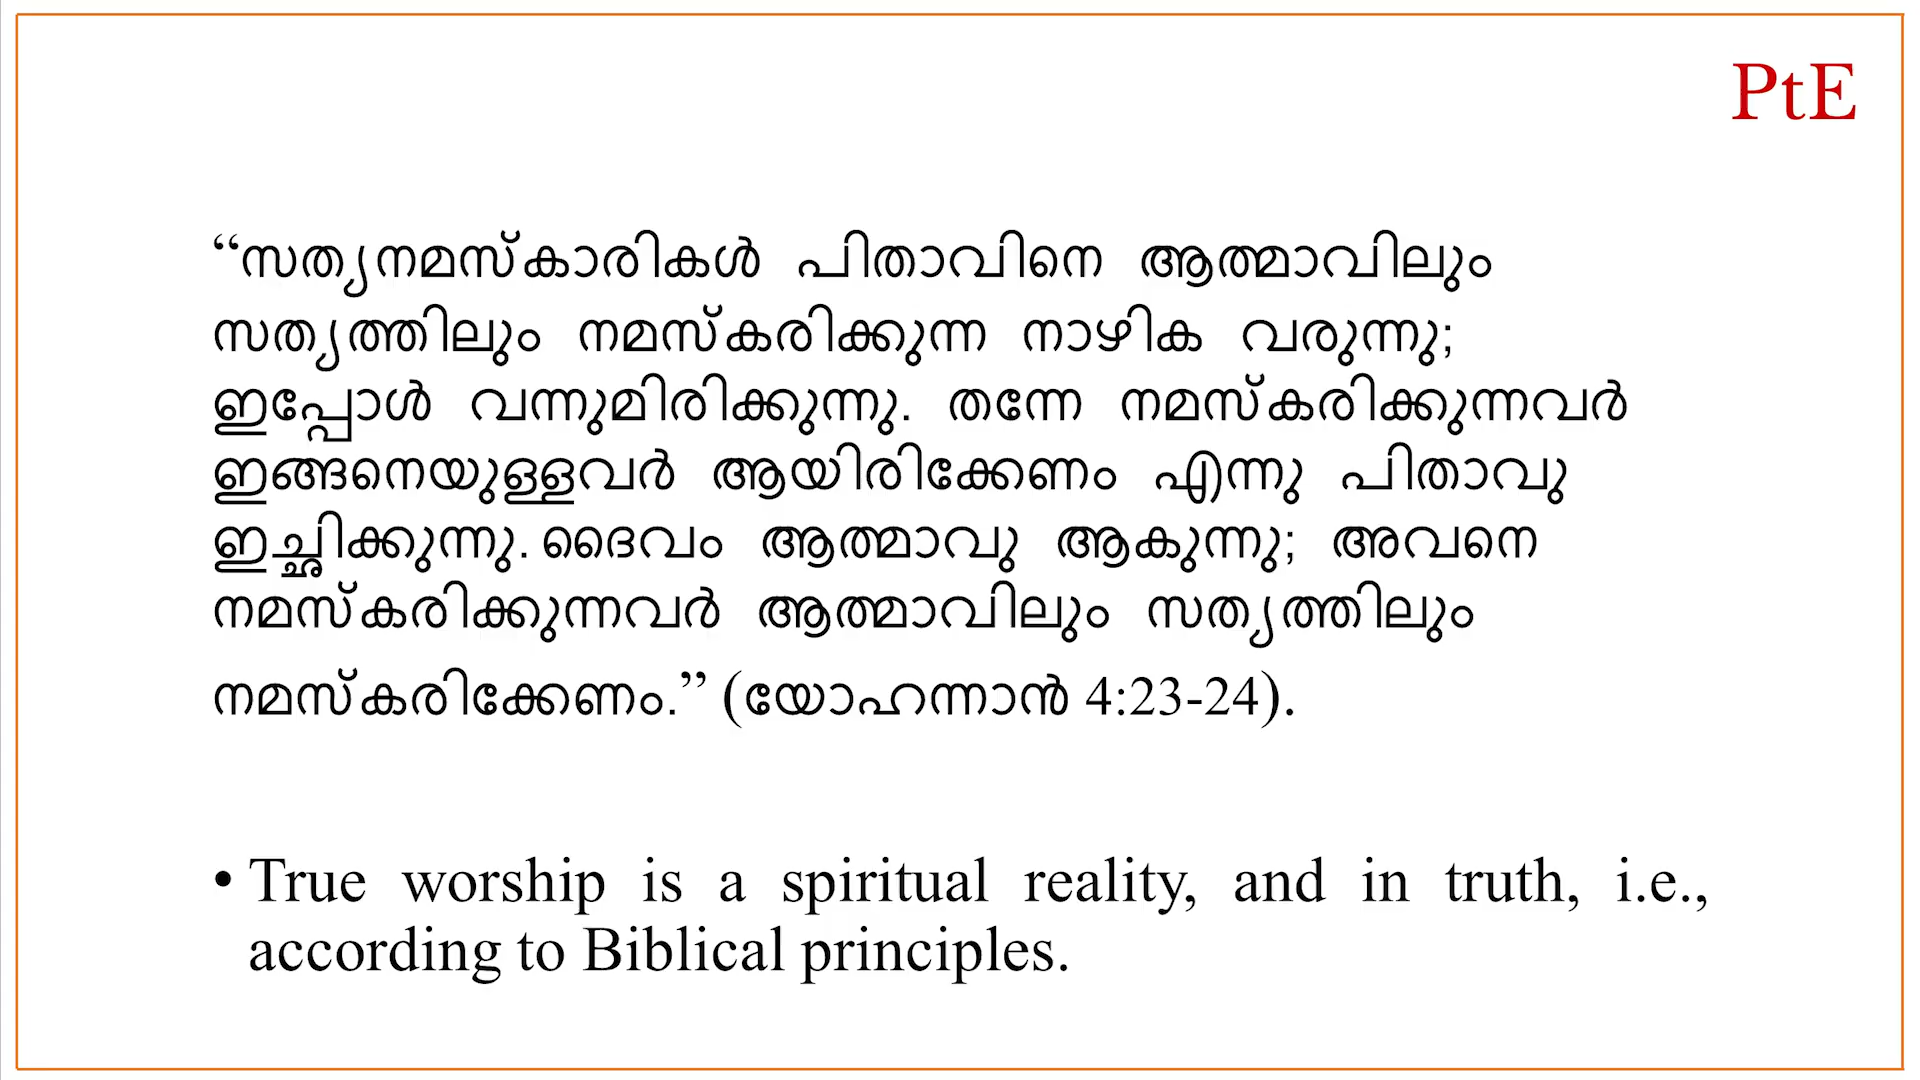 PtE
“സത്യനമസ്കാരികൾ പിതാവിനെ ആത്മാവിലും
സത്യത്തിലും നമസ്കരിക്കുന്ന നാഴിക വരുന്നു;
ഇപ്പോൾ വന്നുമിരിക്കുന്നു. തന്നേ നമസ്കരിക്കുന്നവർ
ഇങ്ങനെയുള്ളവർ ആയിരിക്കേണം എന്നു പിതാവു
ഇച്ഛിക്കുന്നു. ദൈവം ആത്മാവു ആകുന്നു; അവനെ
നമസ്കരിക്കുന്നവർ ആത്മാവിലും സത്യത്തിലും
നമസ്കരിക്കേണം.” (യോഹന്നാൻ 4:23-24).
• True worship is a spiritual reality, and in truth, i.e.,
according to Biblical principles.